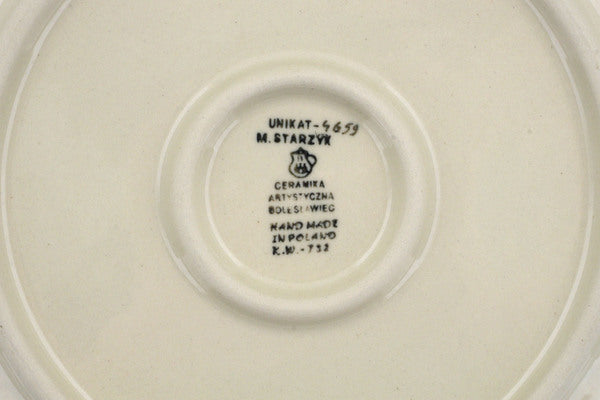 UNIKAT-4659
M. STARZYK
CERAMIKA
ARTYSTYCZNA
BOLESŁAWIEC
HAND MADE
IN POLAND
K.W.-732